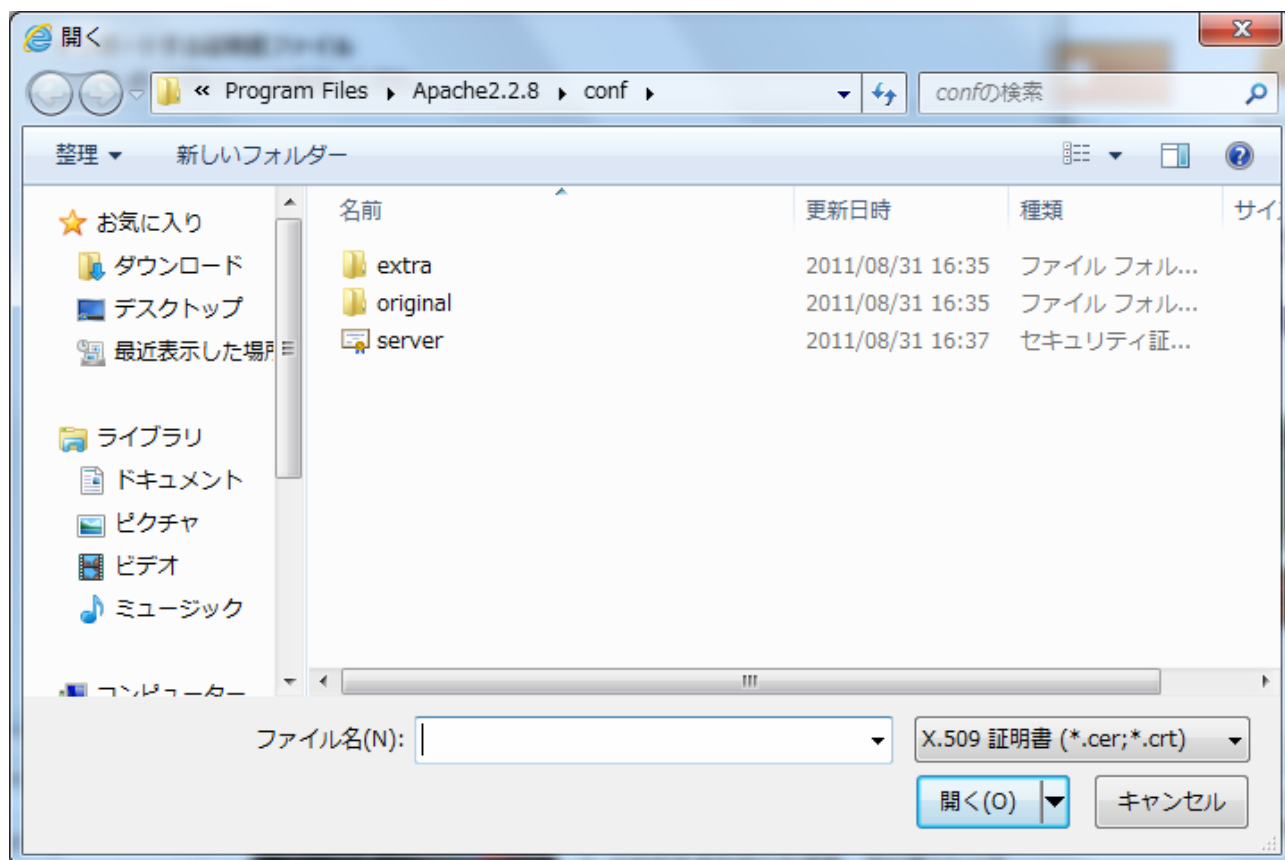 開く
« Program Files ▸ Apache2.2.8 ▸ conf ▸
confの検索
整理 ▼ 新しいフォルダー
お気に入り
ダウンロード
デスクトップ
最近表示した場所
ライブラリ
ドキュメント
ピクチャ
ビデオ
ミュージック
コンピューター
名前 更新日時 種類 サイ
extra 2011/08/31 16:35 ファイル フォル...
original 2011/08/31 16:35 ファイル フォル...
server 2011/08/31 16:37 セキュリティ証...
ファイル名(N):
X.509 証明書 (*.cer;*.crt)
開く(O)
キャンセル